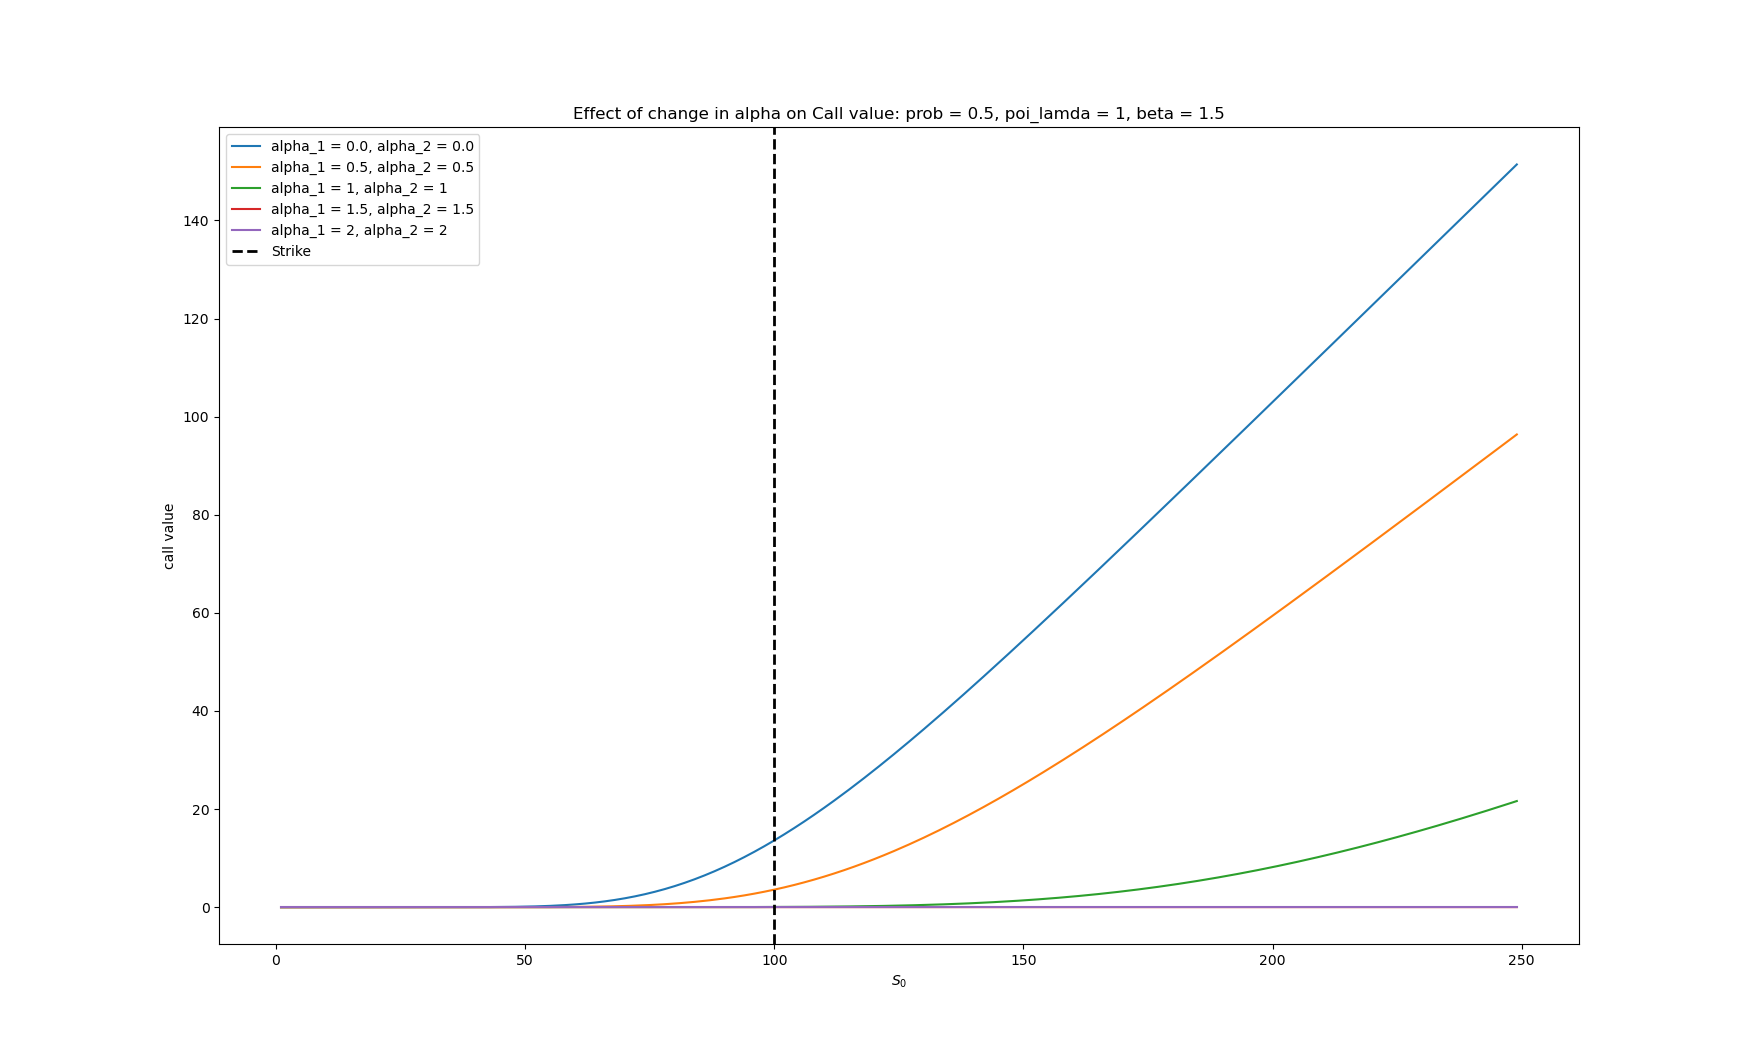 Effect of change in alpha on Call value: prob = 0.5, poi_lamda = 1, beta = 1.5
alpha_1 = 0.0, alpha_2 = 0.0
alpha_1 = 0.5, alpha_2 = 0.5
alpha_1 = 1, alpha_2 = 1
alpha_1 = 1.5, alpha_2 = 1.5
alpha_1 = 2, alpha_2 = 2
Strike
140
120
100
80
60
40
20
0
call value
0 50 100 150 200 250
S₀